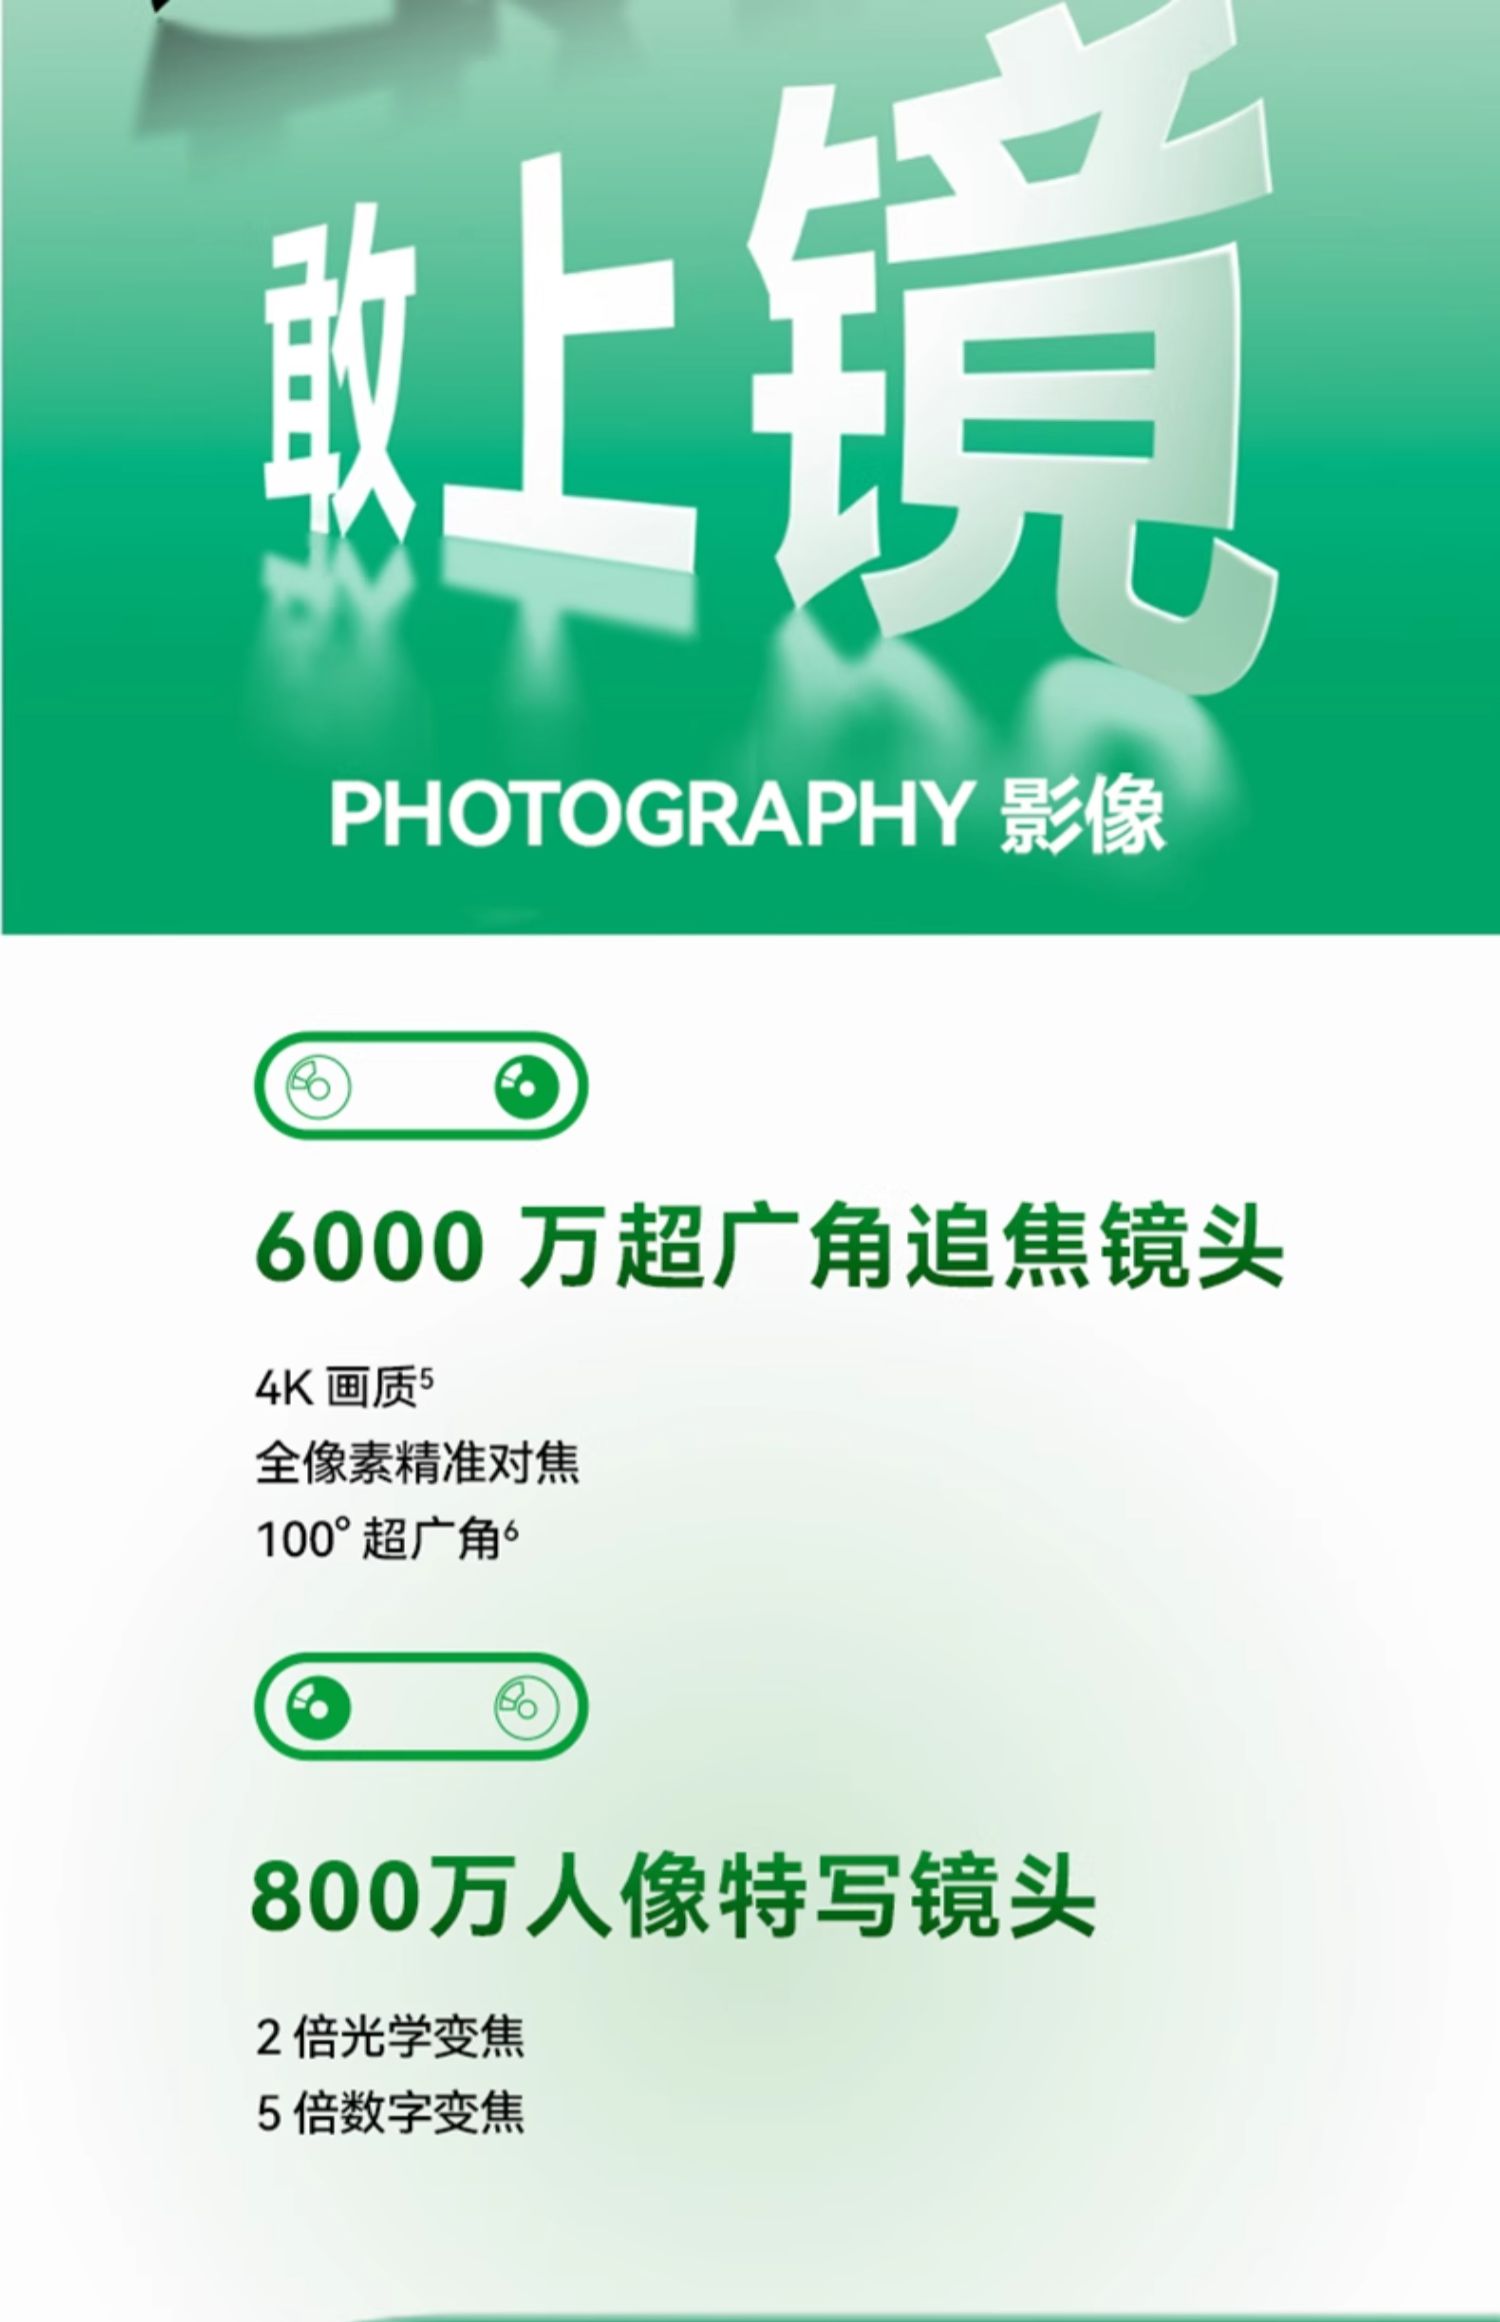 敢上镜
PHOTOGRAPHY 影像
6000 万超广角追焦镜头
4K 画质⁵
全像素精准对焦
100° 超广角⁶
800万人像特写镜头
2 倍光学变焦
5 倍数字变焦